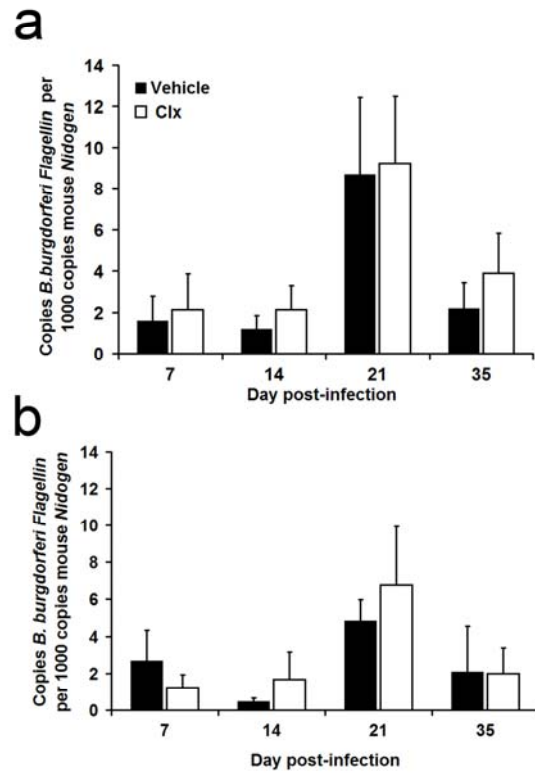 a
Copies B.burgdorferi Flagellin per
1000 copies mouse Nidogen
14
12
10
8
6
4
2
0
Vehicle
Clx
7 14 21 35
Day post-infection
b
Copies B. burgdorferi Flagellin
per 1000 copies mouse Nidogen
14
12
10
8
6
4
2
0
7 14 21 35
Day post-infection